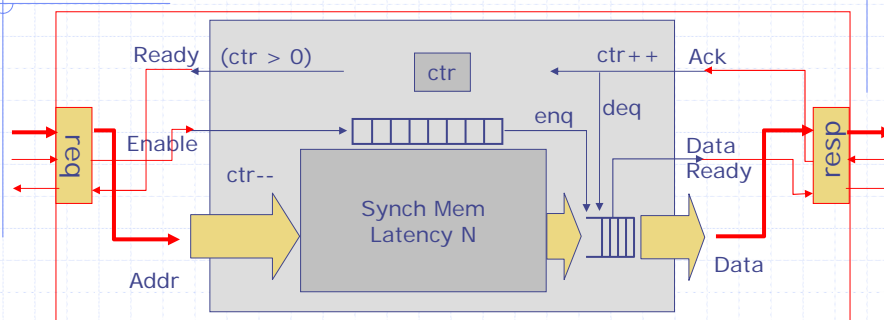 Ready
(ctr > 0)
ctr
ctr++
Ack
req
Enable
enq
deq
resp
Data
Ready
ctr--
Synch Mem
Latency N
Addr
Data